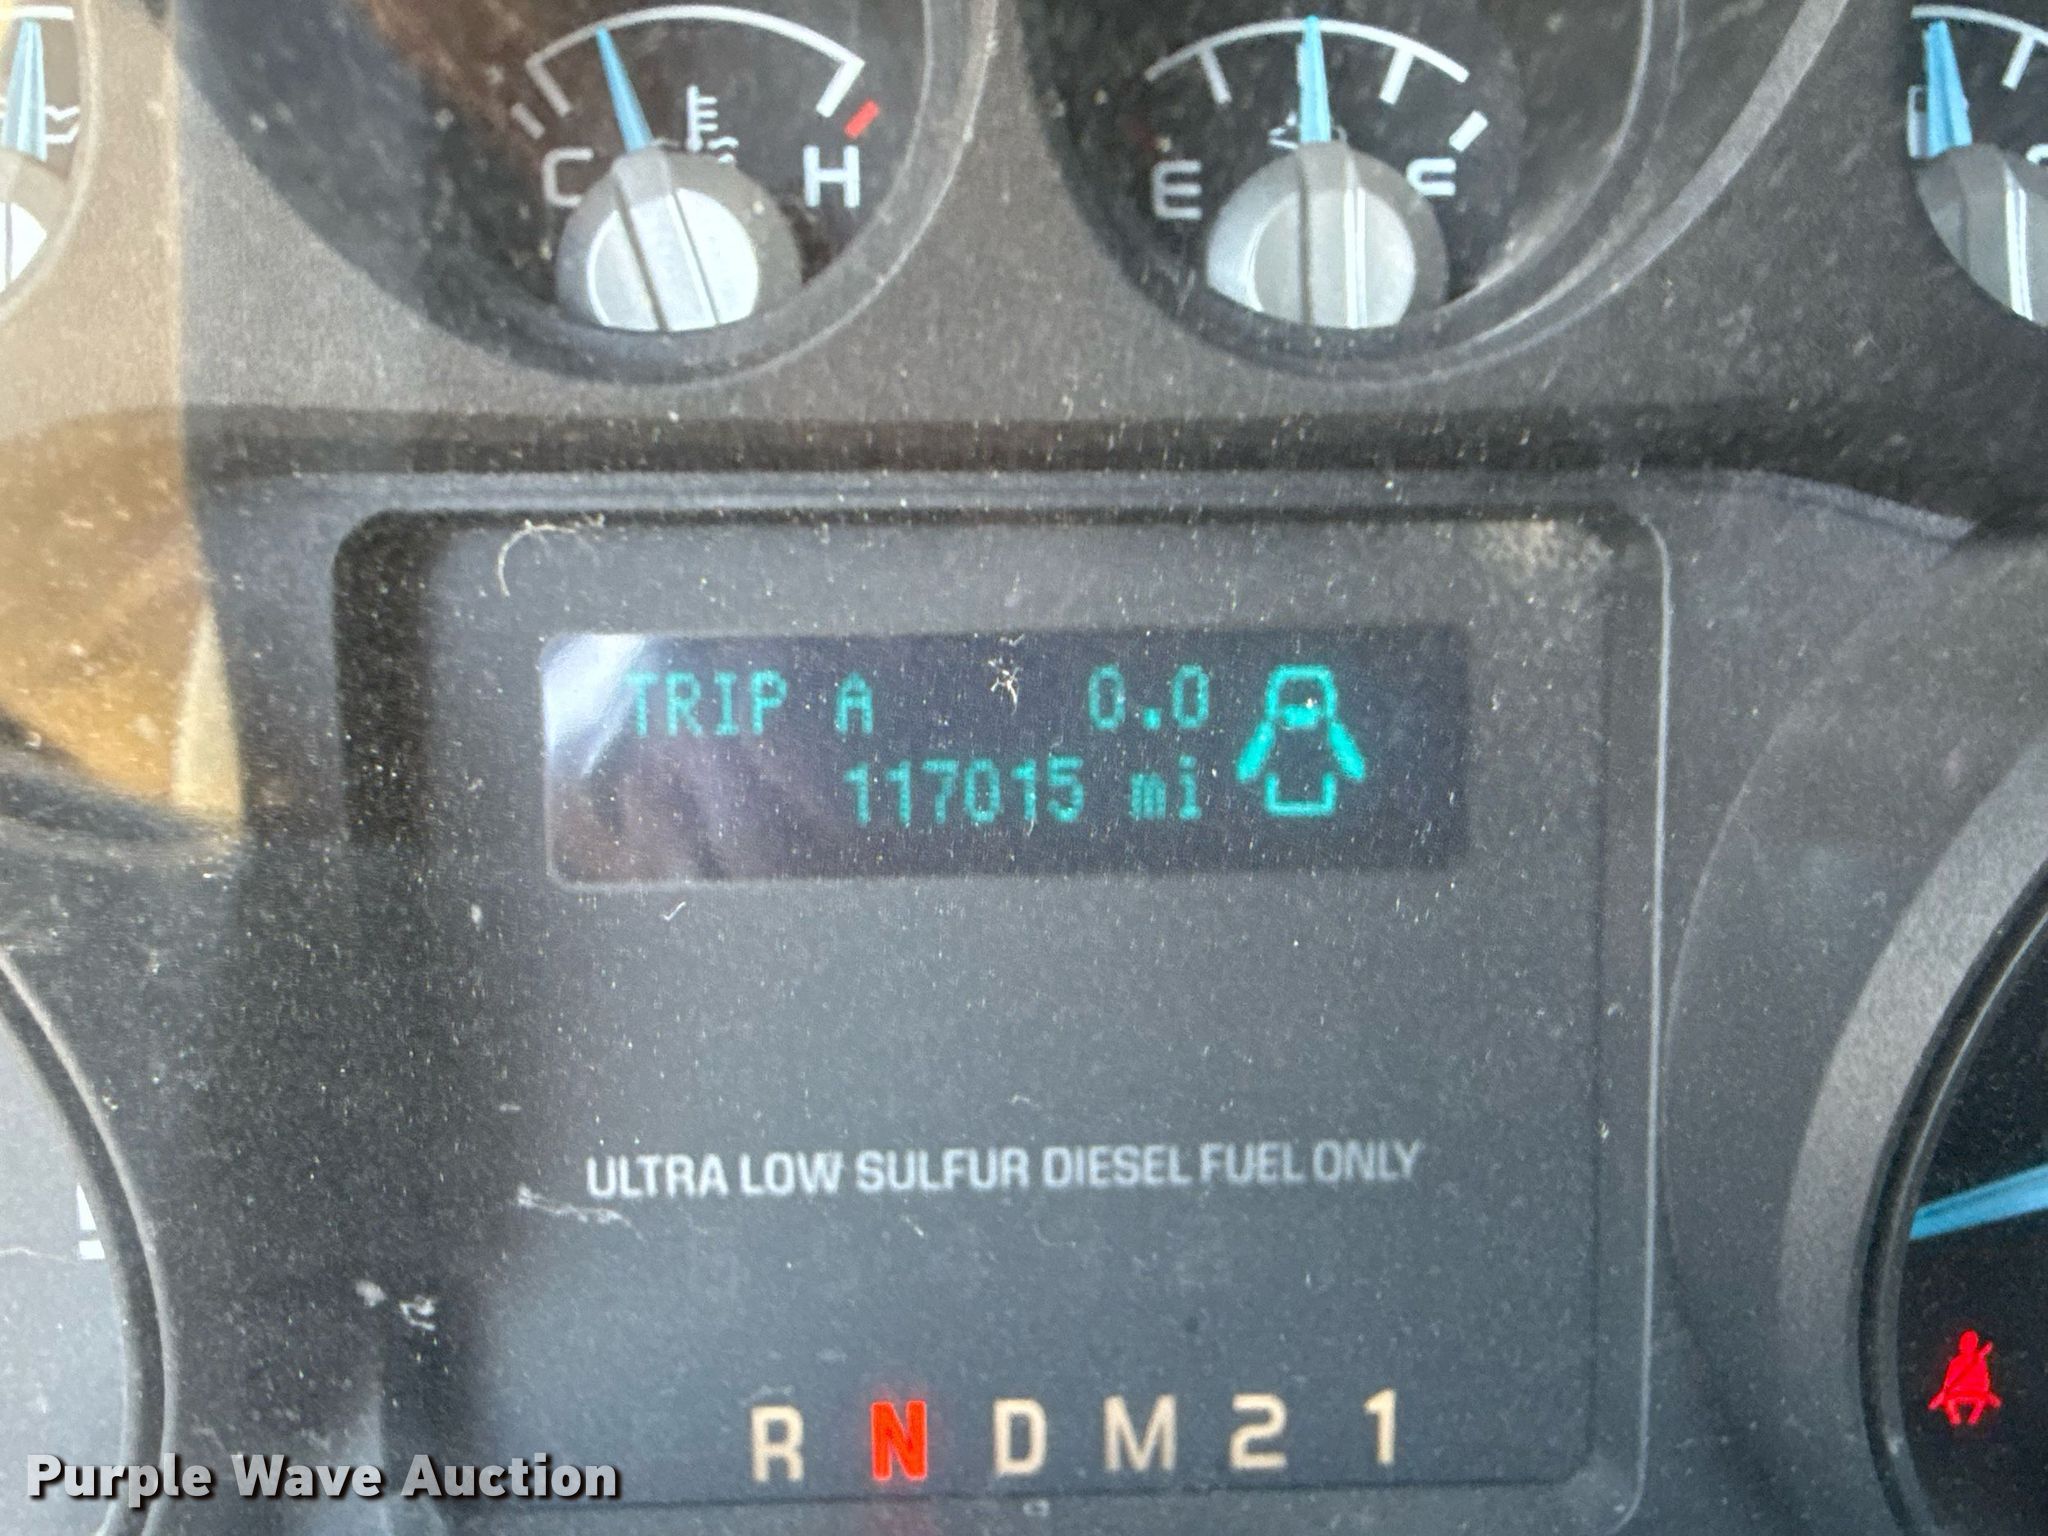 C H
E
TRIP A 0.0
117015 mi
ULTRA LOW SULFUR DIESEL FUEL ONLY
R N D M 2 1
Purple Wave Auction